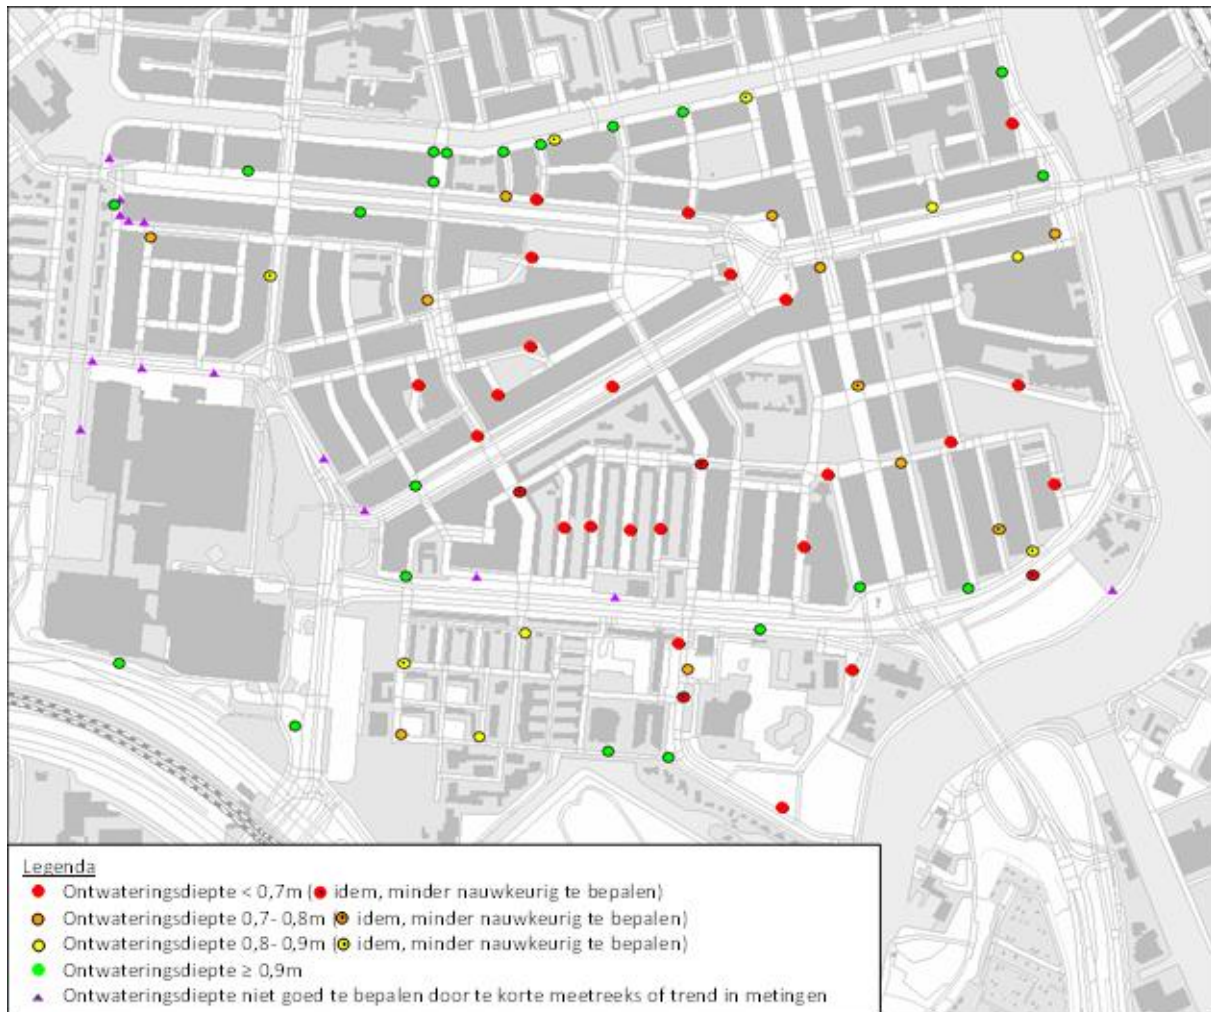 Legenda
Ontwateringsdiepte < 0,7m ( idem, minder nauwkeurig te bepalen)
Ontwateringsdiepte 0,7- 0,8m ( idem, minder nauwkeurig te bepalen)
Ontwateringsdiepte 0,8- 0,9m ( idem, minder nauwkeurig te bepalen)
Ontwateringsdiepte ≥ 0,9m
Ontwateringsdiepte niet goed te bepalen door te korte meetreeks of trend in metingen